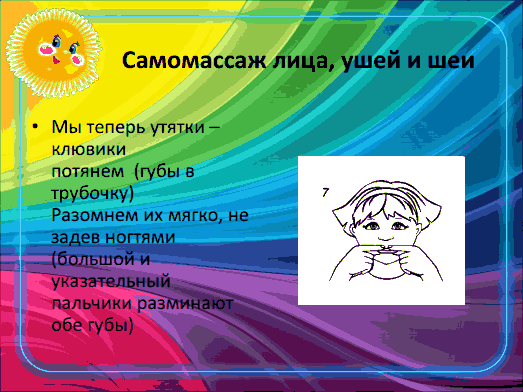 Самомассаж лица, ушей и шеи
• Мы теперь утятки –
клювики
потянем (губы в
трубочку)
Разомнем их мягко, не
задев ногтями
(большой и
указательный
пальчики разминают
обе губы)
7